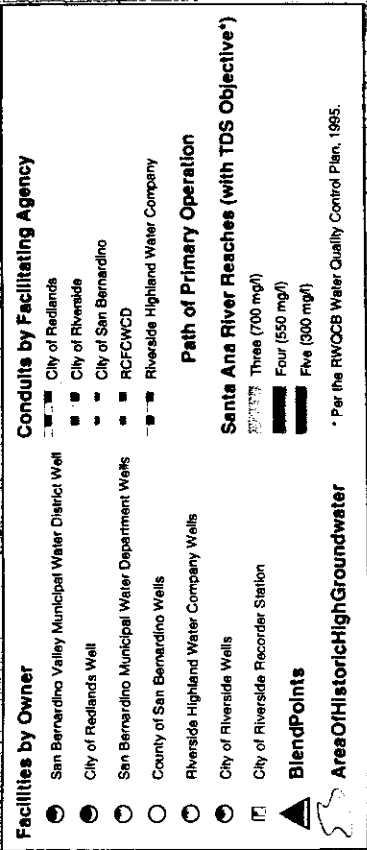 Facilities by Owner
San Bernardino Valley Municipal Water District Well
City of Redlands Well
San Bernardino Municipal Water Department Wells
County of San Bernardino Wells
Riverside Highland Water Company Wells
City of Riverside Wells
City of Riverside Recorder Station
BlendPoints
AreaOfHistoricHighGroundwater
Conduits by Facilitating Agency
City of Redlands
City of Riverside
City of San Bernardino
RCFCWCD
Riverside Highland Water Company
Path of Primary Operation
Santa Ana River Reaches (with TDS Objective*)
Three (700 mg/l)
Four (550 mg/l)
Five (300 mg/l)
* Per the RWQCB Water Quality Control Plan, 1995.